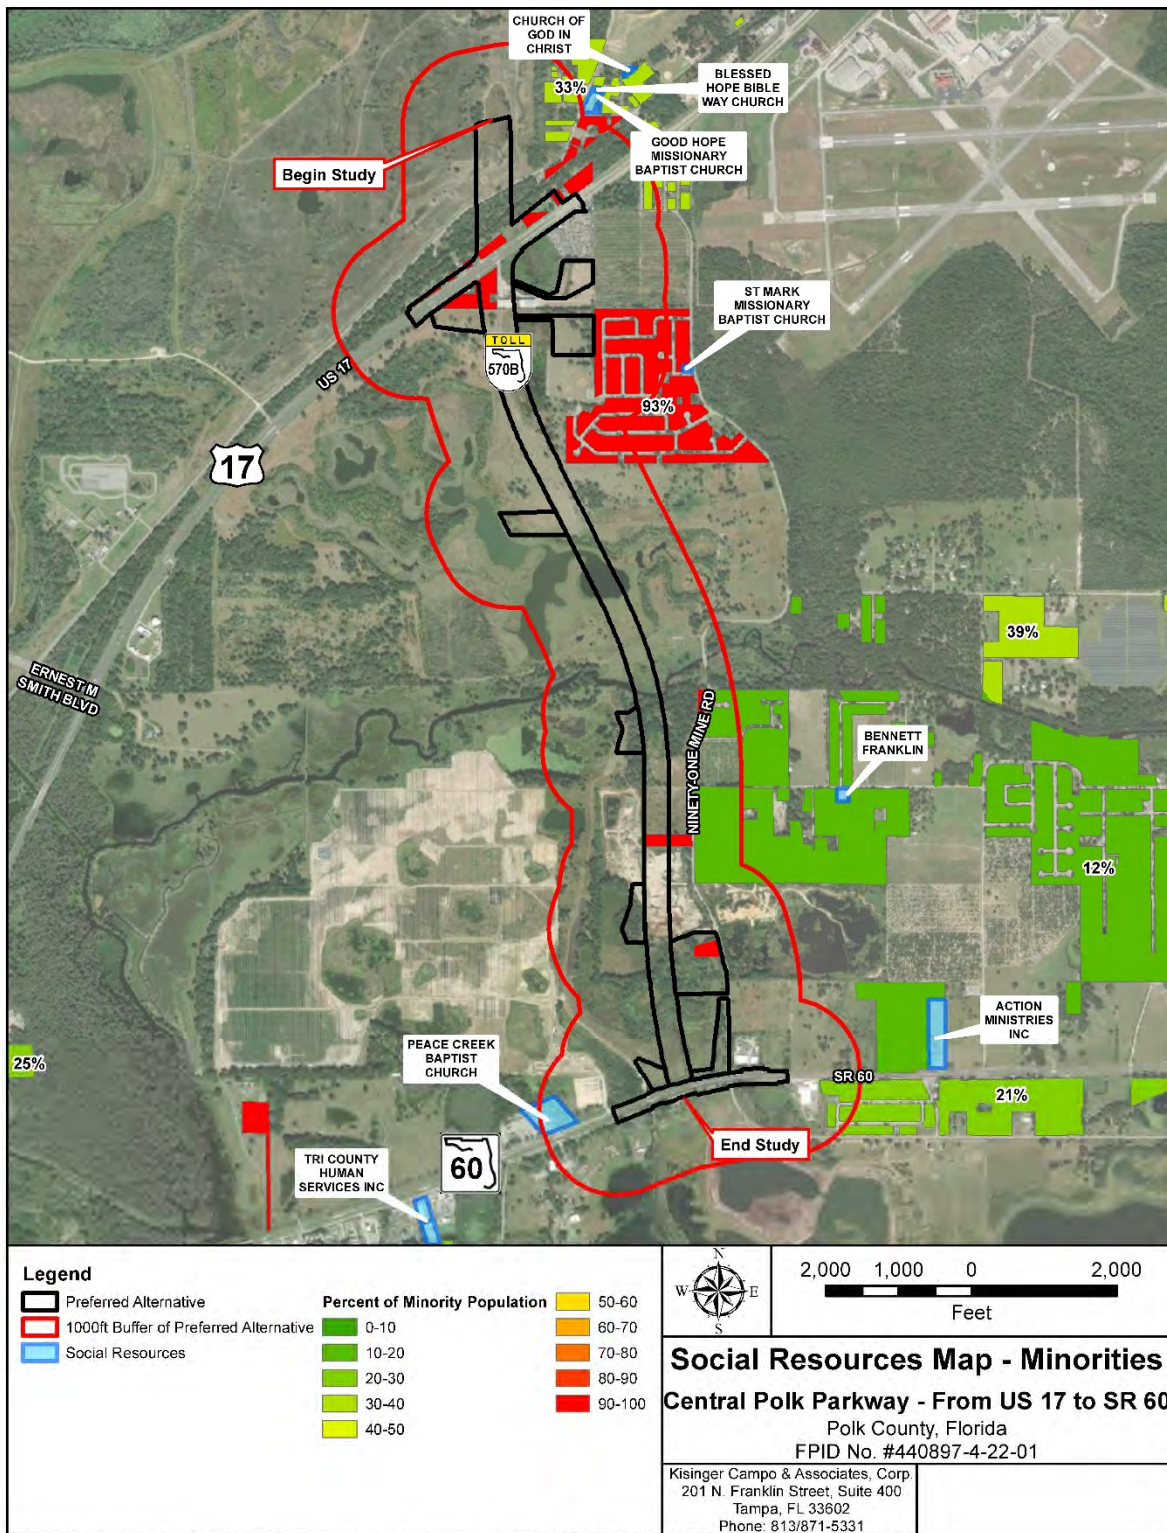 CHURCH OF
GOD IN
CHRIST
33%
BLESSED
HOPE BIBLE
WAY CHURCH
GOOD HOPE
MISSIONARY
BAPTIST CHURCH
Begin Study
ST MARK
MISSIONARY
BAPTIST CHURCH
TOLL
570B
US 17
93%
17
39%
ERNEST M
SMITH BLVD
NINETY-ONE MINE RD
BENNETT
FRANKLIN
12%
ACTION
MINISTRIES
INC
PEACE CREEK
BAPTIST
CHURCH
25%
SR 60
21%
End Study
TRI COUNTY
HUMAN
SERVICES INC
60
Legend
Preferred Alternative
1000ft Buffer of Preferred Alternative
Social Resources
Percent of Minority Population
0-10
10-20
20-30
30-40
40-50
50-60
60-70
70-80
80-90
90-100
N
W
E
S
2,000 1,000 0 2,000
Feet
Social Resources Map - Minorities
Central Polk Parkway - From US 17 to SR 60
Polk County, Florida
FPID No. #440897-4-22-01
Kisinger Campo & Associates, Corp.
201 N. Franklin Street, Suite 400
Tampa, FL 33602
Phone: 813/871-5331